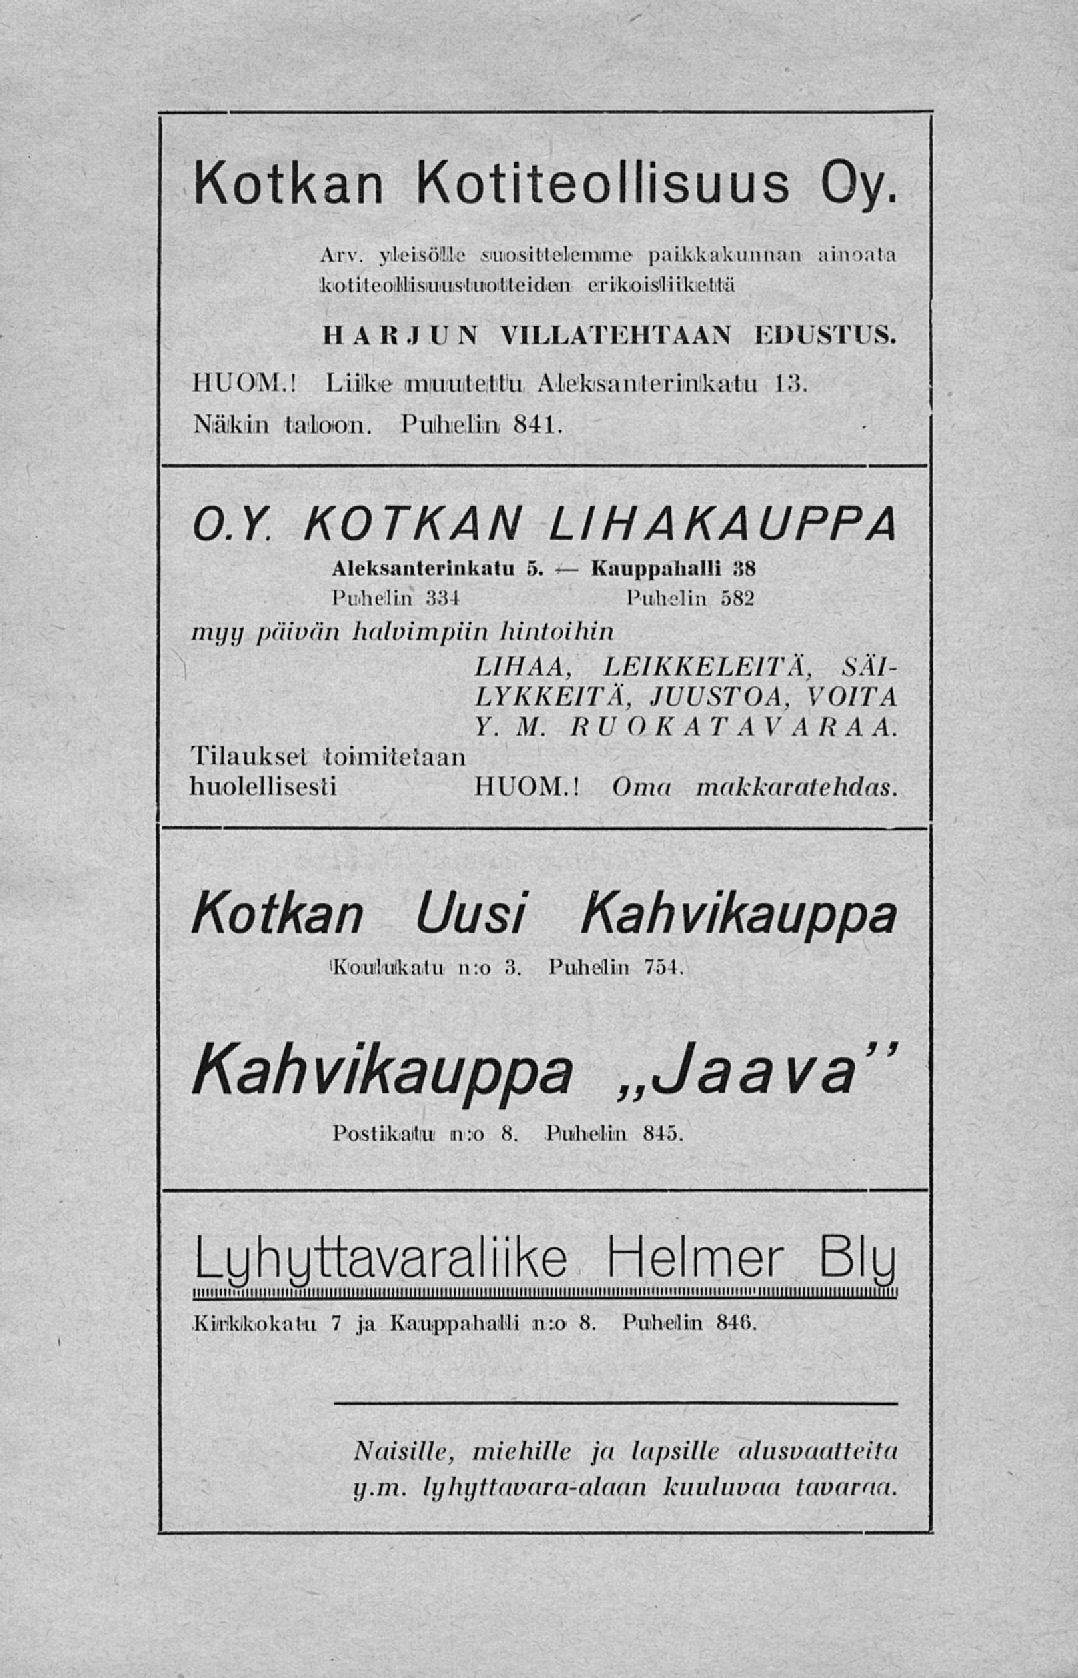 Kotkan Kotiteollisuus Oy.
Arv. yleisölle suosittelemme paikkakunnan ainoata
kotiteollisuustuotteiden erikoisliikettä
HARJUN VILLATEHTAAN EDUSTUS.
HUOM.! Liike muutettu Aleksanterinkatu 13.
Näkin taloon. Puhelin 841.
O.Y. KOTKAN LIHAKAUPPA
Aleksanterinkatu 5. — Kauppahalli 38
Puhelin 334 Puhelin 582
myy päivän halvimpiin hintoihin
LIHAA, LEIKKELEITÄ, SÄI-
LYKKEITÄ, JUUSTOA, VOITA
Y. M. RUOKATAVARAA.
Tilaukset toimitetaan
huolellisesti HUOM.! Oma makkaratehdas.
Kotkan Uusi Kahvikauppa
Koulukatu n:o 3. Puhelin 754.
Kahvikauppa „Jaava”
Postikatu n:o 8. Puhelin 845.
Lyhyttavaraliike Helmer Bly
Kirkkokatu 7 ja Kauppahalli n:o 8. Puhelin 846.
Naisille, miehille ja lapsille alusvaatteita
y.m. lyhyttavara-alaan kuuluvaa tavaraa.